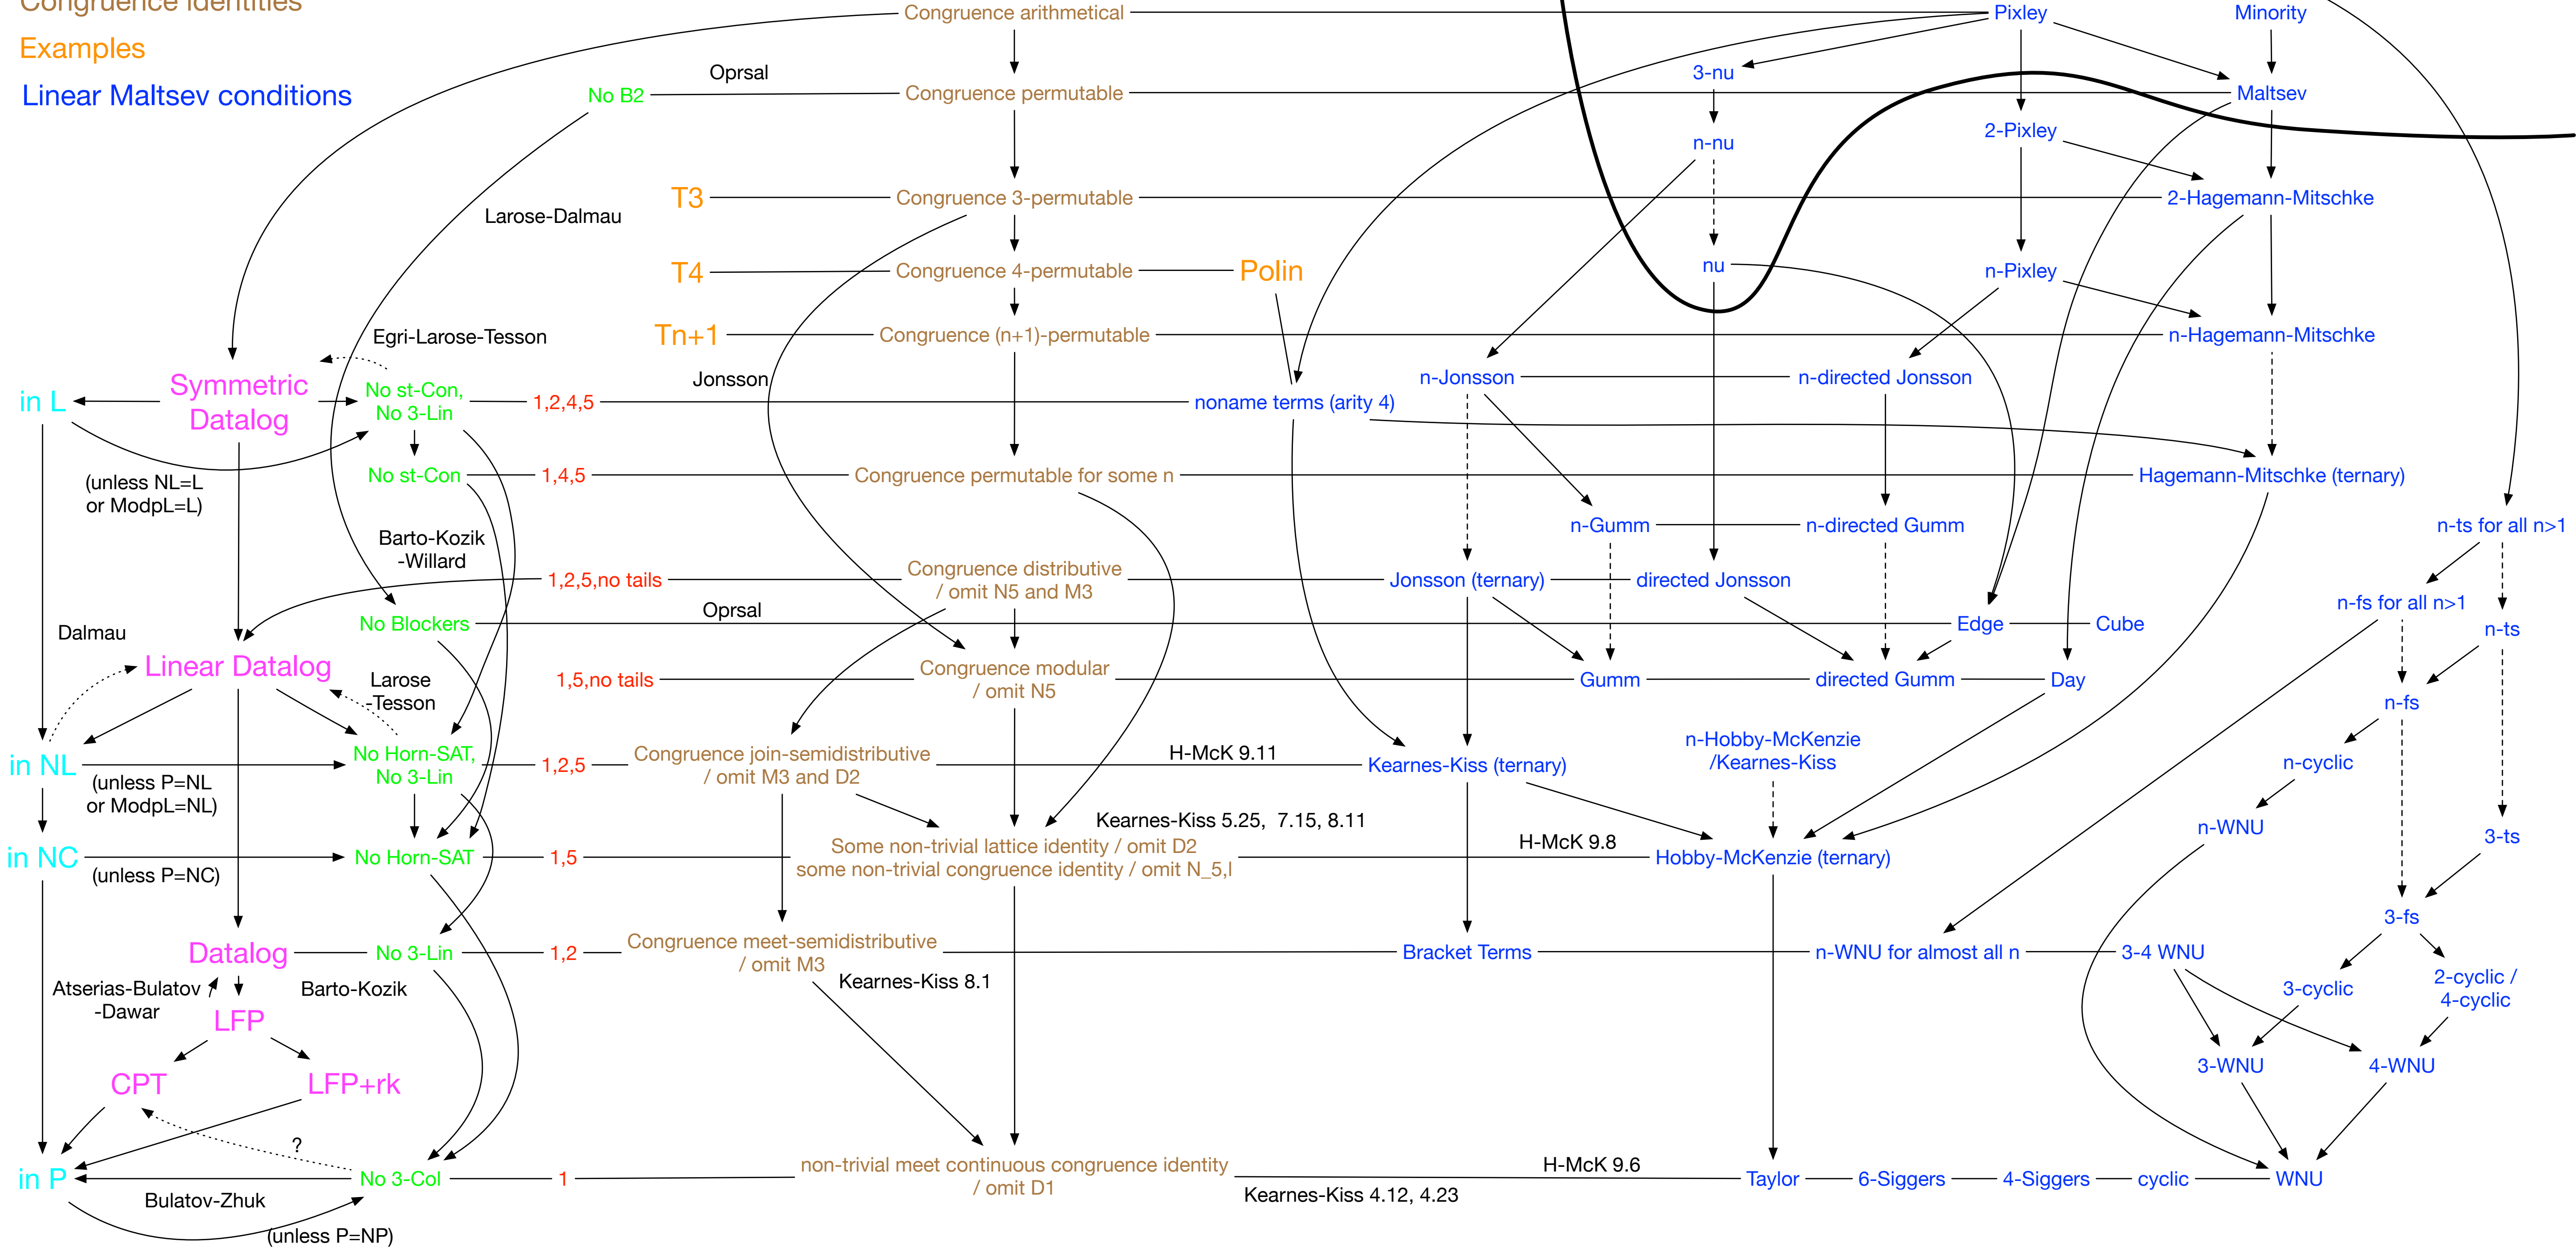 Congruence identities
Examples
Linear Maltsev conditions
Congruence arithmetical
Pixley
Minority
Oprsal
3-nu
No B2
Congruence permutable
Maltsev
2-Pixley
n-nu
T3
Congruence 3-permutable
2-Hagemann-Mitschke
Larose-Dalmau
T4
Congruence 4-permutable
Polin
nu
n-Pixley
Egri-Larose-Tesson
Tn+1
Congruence (n+1)-permutable
n-Hagemann-Mitschke
Jonsson
n-Jonsson
n-directed Jonsson
in L
Symmetric
Datalog
No st-Con,
No 3-Lin
1,2,4,5
noname terms (arity 4)
(unless NL=L
or ModpL=L)
No st-Con
1,4,5
Congruence permutable for some n
Hagemann-Mitschke (ternary)
n-Gumm
n-directed Gumm
n-ts for all n>1
Barto-Kozik
-Willard
1,2,5,no tails
Congruence distributive
/ omit N5 and M3
Jonsson (ternary)
directed Jonsson
n-fs for all n>1
Dalmau
No Blockers
Oprsal
Edge
Cube
n-ts
Linear Datalog
Larose
-Tesson
1,5,no tails
Congruence modular
/ omit N5
Gumm
directed Gumm
Day
n-fs
in NL
(unless P=NL
or ModpL=NL)
No Horn-SAT,
No 3-Lin
1,2,5
Congruence join-semidistributive
/ omit M3 and D2
H-McK 9.11
Kearnes-Kiss (ternary)
n-Hobby-McKenzie
/Kearnes-Kiss
n-cyclic
Kearnes-Kiss 5.25, 7.15, 8.11
n-WNU
3-ts
in NC
(unless P=NC)
No Horn-SAT
1,5
Some non-trivial lattice identity / omit D2
some non-trivial congruence identity / omit N_5,l
H-McK 9.8
Hobby-McKenzie (ternary)
3-fs
Datalog
No 3-Lin
1,2
Congruence meet-semidistributive
/ omit M3
Bracket Terms
n-WNU for almost all n
3-4 WNU
Atserias-Bulatov
-Dawar
Barto-Kozik
Kearnes-Kiss 8.1
3-cyclic
2-cyclic /
4-cyclic
LFP
CPT
LFP+rk
3-WNU
4-WNU
?
in P
No 3-Col
1
non-trivial meet continuous congruence identity
/ omit D1
H-McK 9.6
Kearnes-Kiss 4.12, 4.23
Taylor
6-Siggers
4-Siggers
cyclic
WNU
Bulatov-Zhuk
(unless P=NP)